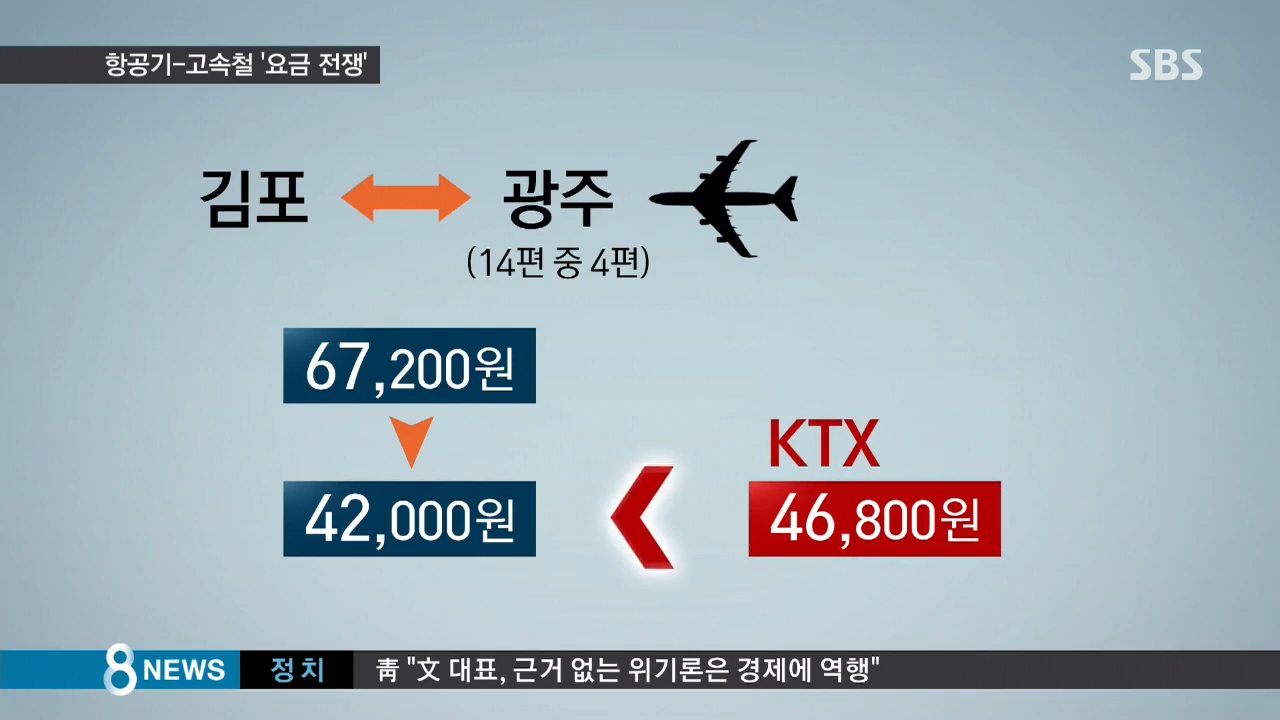 항공기-고속철 '요금 전쟁'
SBS
김포 광주
(14편 중 4편)
67,200원
KTX
42,000원 46,800원
8 NEWS 정치 靑 "文 대표, 근거 없는 위기론은 경제에 역행"